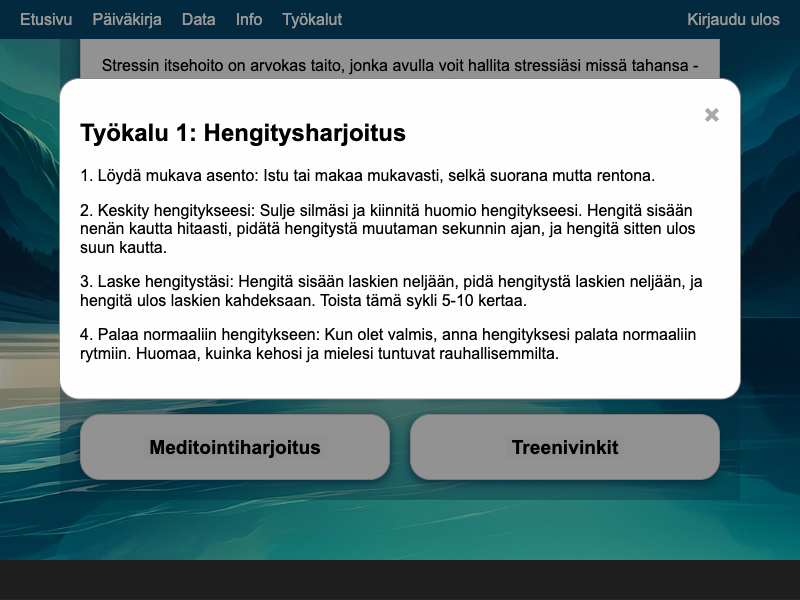 Etusivu Päiväkirja Data Info Työkalut Kirjaudu ulos
Stressin itsehoito on arvokas taito, jonka avulla voit hallita stressiäsi missä tahansa -
Työkalu 1: Hengitysharjoitus
1. Löydä mukava asento: Istu tai makaa mukavasti, selkä suorana mutta rentona.
2. Keskity hengitykseesi: Sulje silmäsi ja kiinnitä huomio hengitykseesi. Hengitä sisään
nenän kautta hitaasti, pidätä hengitystä muutaman sekunnin ajan, ja hengitä sitten ulos
suun kautta.
3. Laske hengitystäsi: Hengitä sisään laskien neljään, pidä hengitystä laskien neljään, ja
hengitä ulos laskien kahdeksaan. Toista tämä sykli 5-10 kertaa.
4. Palaa normaaliin hengitykseen: Kun olet valmis, anna hengityksesi palata normaaliin
rytmiin. Huomaa, kuinka kehosi ja mielesi tuntuvat rauhallisemmilta.
Meditointiharjoitus Treenivinkit